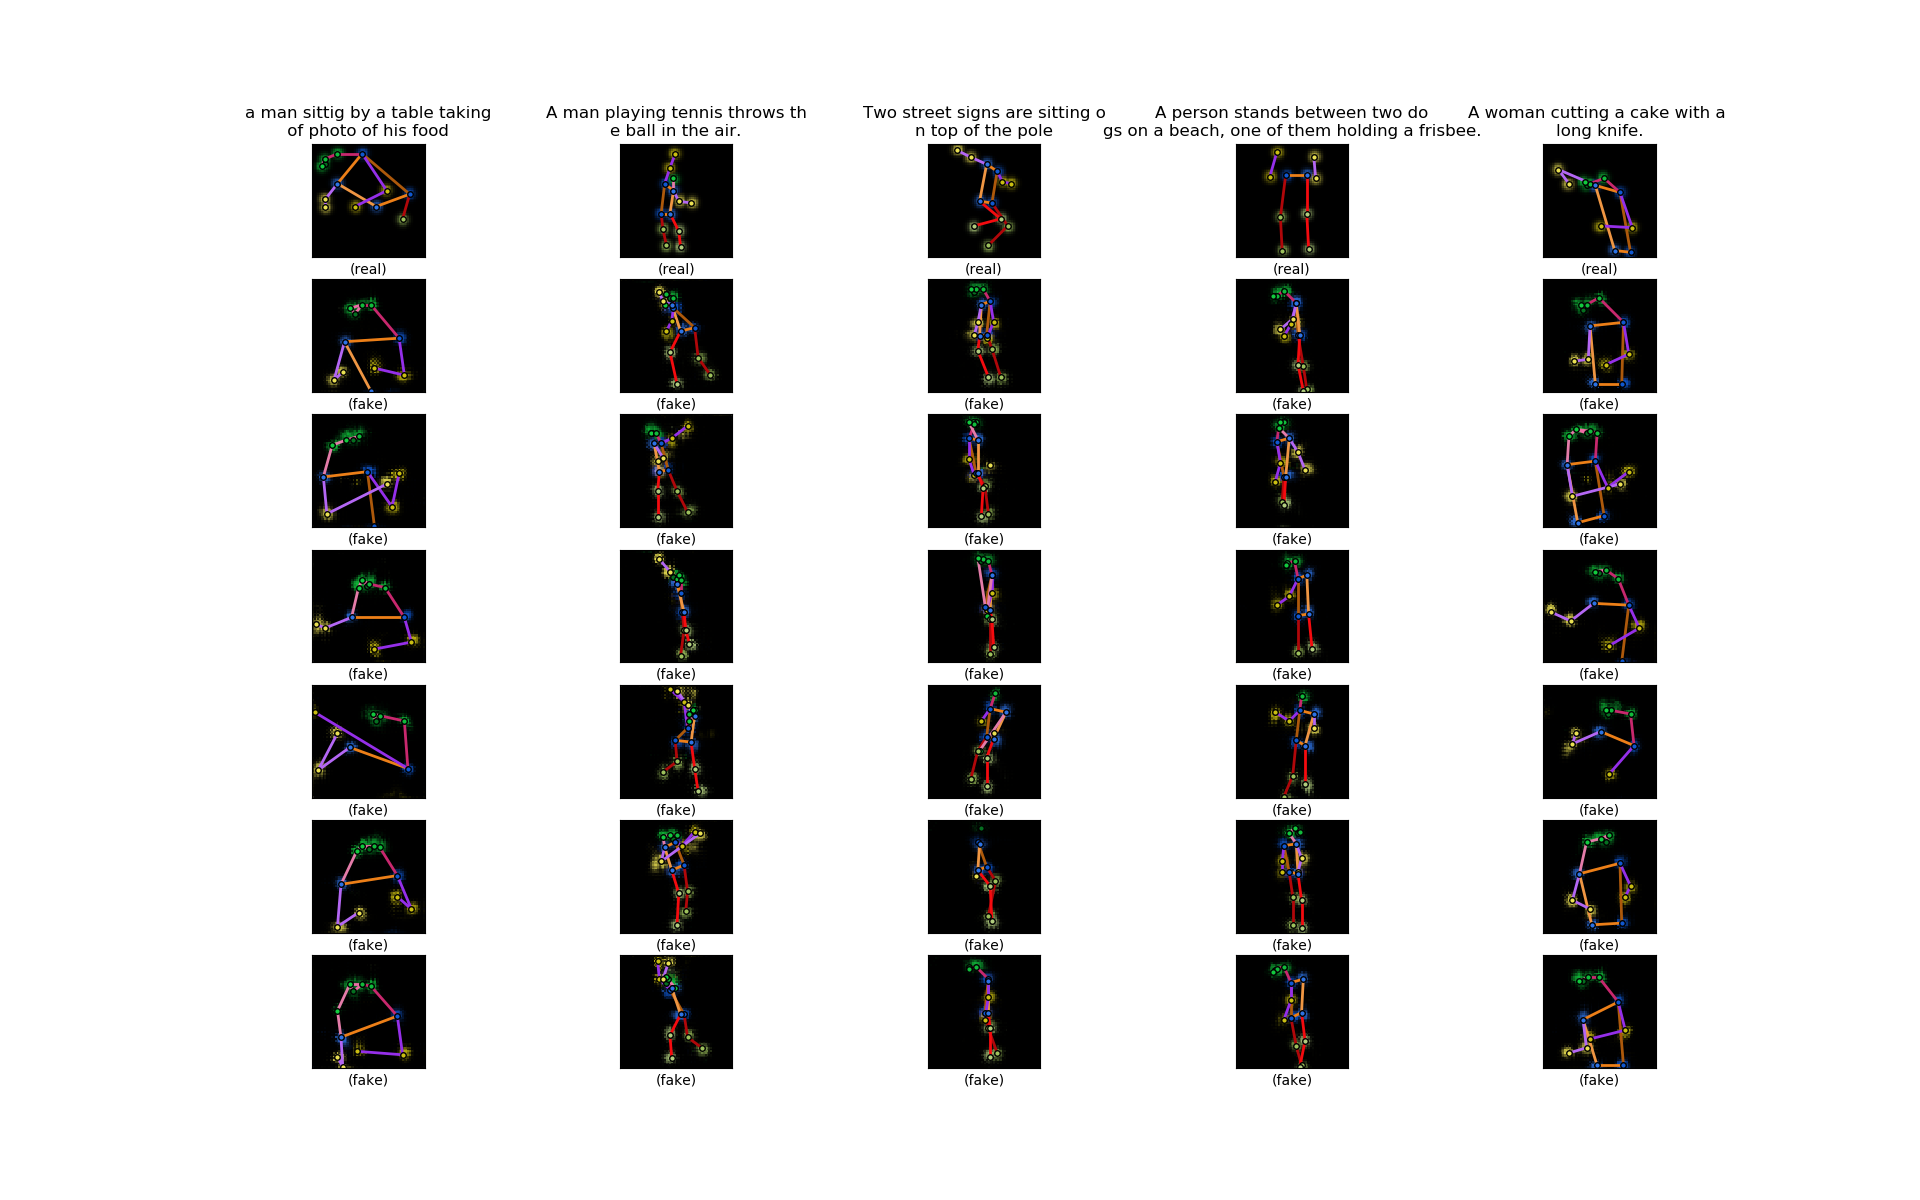 a man sittig by a table taking
of photo of his food
A man playing tennis throws th
e ball in the air.
Two street signs are sitting o
n top of the pole
A person stands between two do
gs on a beach, one of them holding a frisbee.
A woman cutting a cake with a
long knife.
(real) (real) (real) (real) (real)
(fake) (fake) (fake) (fake) (fake)
(fake) (fake) (fake) (fake) (fake)
(fake) (fake) (fake) (fake) (fake)
(fake) (fake) (fake) (fake) (fake)
(fake) (fake) (fake) (fake) (fake)
(fake) (fake) (fake) (fake) (fake)